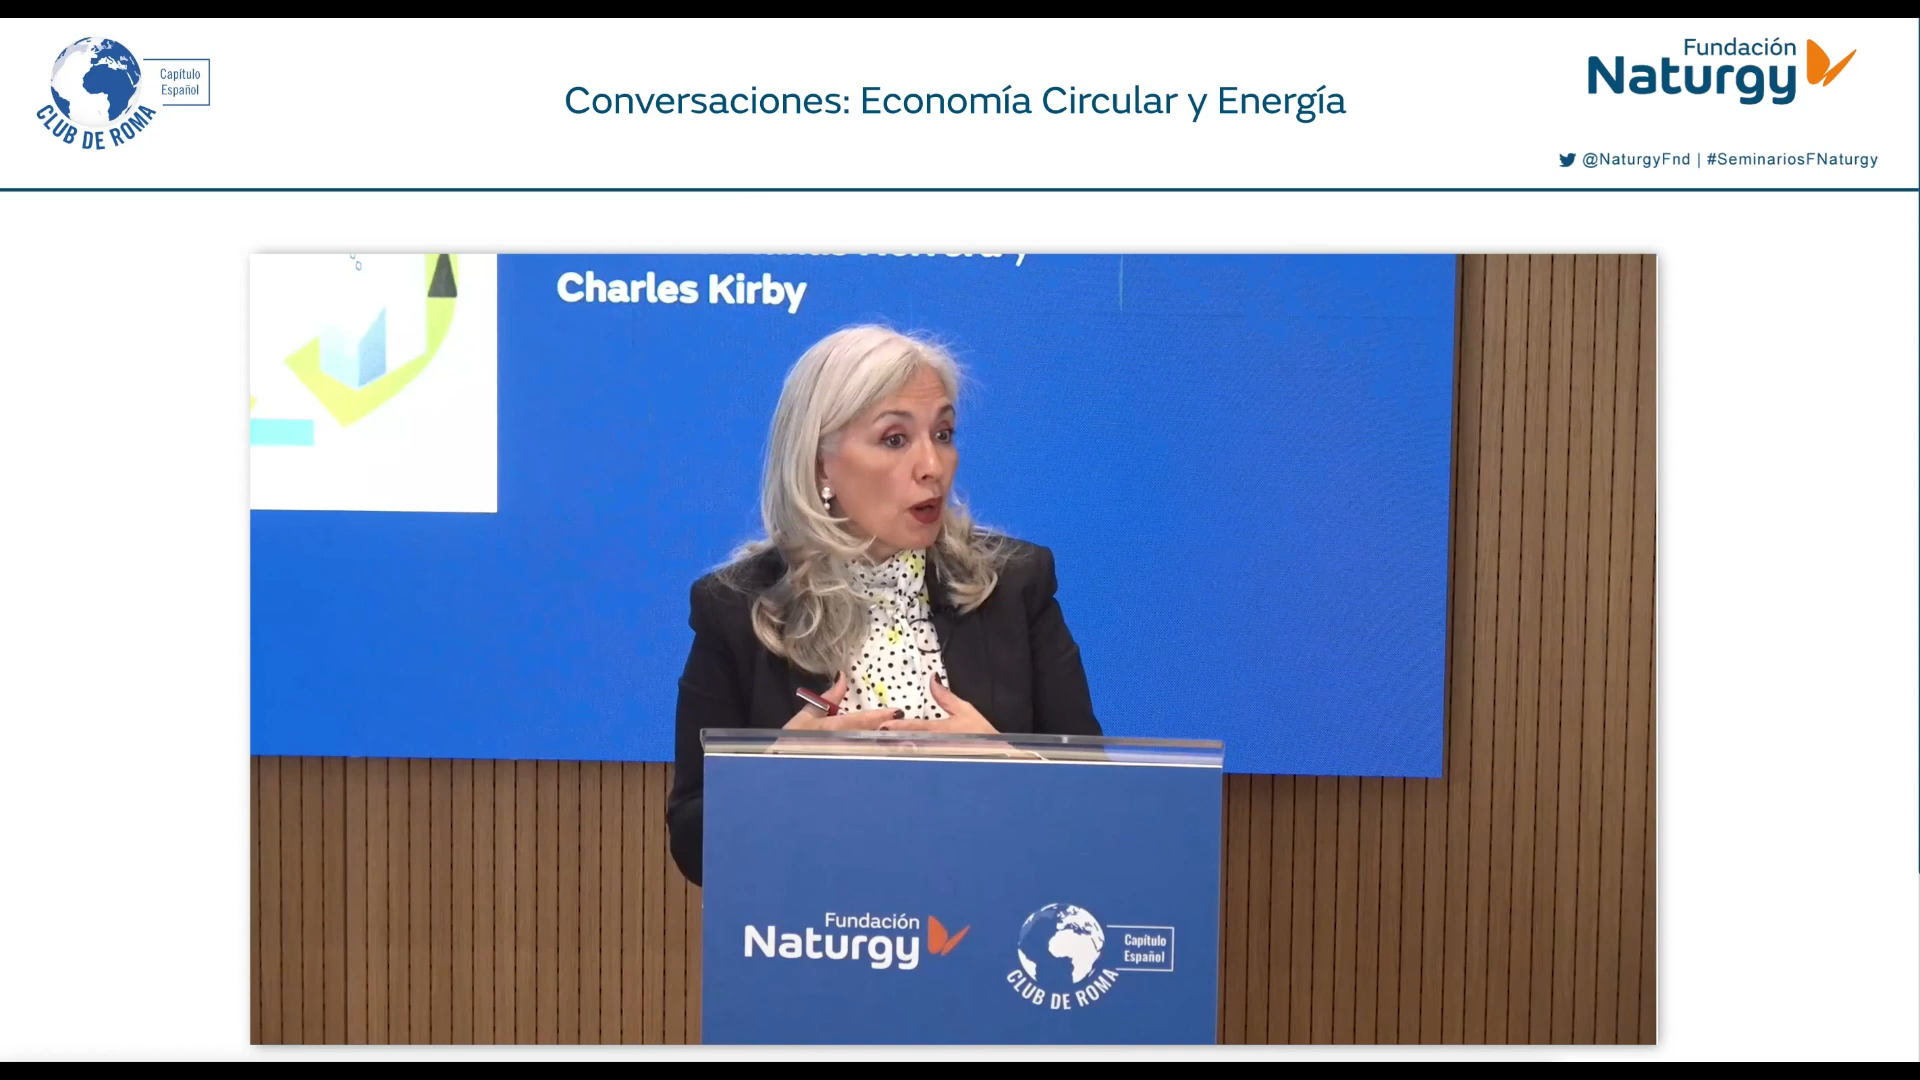 Capítulo
Español
CLUB DE ROMA
Conversaciones: Economía Circular y Energía
Fundación
Naturgy
@NaturgyFnd | #SeminariosFNaturgy
Charles Kirby
Fundación
Naturgy
Capítulo
Español
CLUB DE ROMA